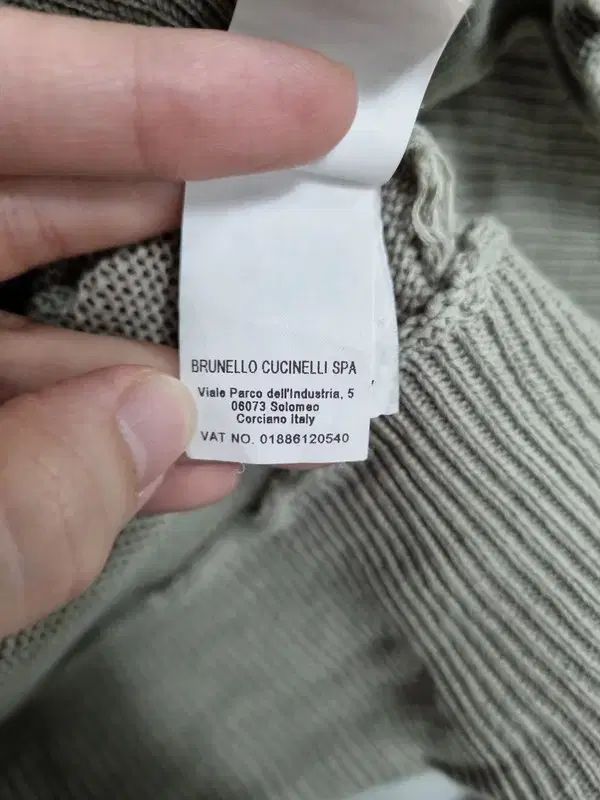 BRUNELLO CUCINELLI SPA
Viale Parco dell'Industria, 5
06073 Solomeo
Corciano Italy
VAT NO. 01886120540